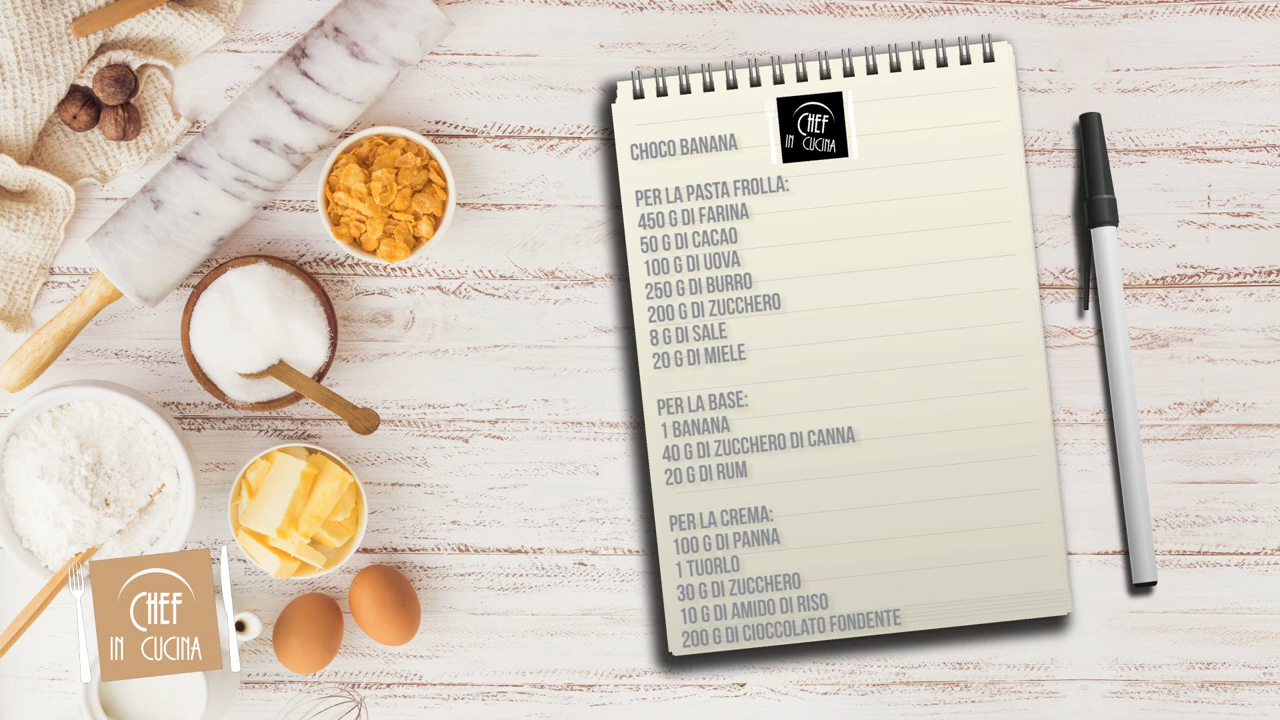 CHEF
IN CUCINA
CHOCO BANANA
PER LA PASTA FROLLA:
450 G DI FARINA
50 G DI CACAO
100 G DI UOVA
250 G DI BURRO
200 G DI ZUCCHERO
8 G DI SALE
20 G DI MIELE
PER LA BASE:
1 BANANA
40 G DI ZUCCHERO DI CANNA
20 G DI RUM
PER LA CREMA:
100 G DI PANNA
1 TUORLO
30 G DI ZUCCHERO
10 G DI AMIDO DI RISO
200 G DI CIOCCOLATO FONDENTE
CHEF
IN CUCINA